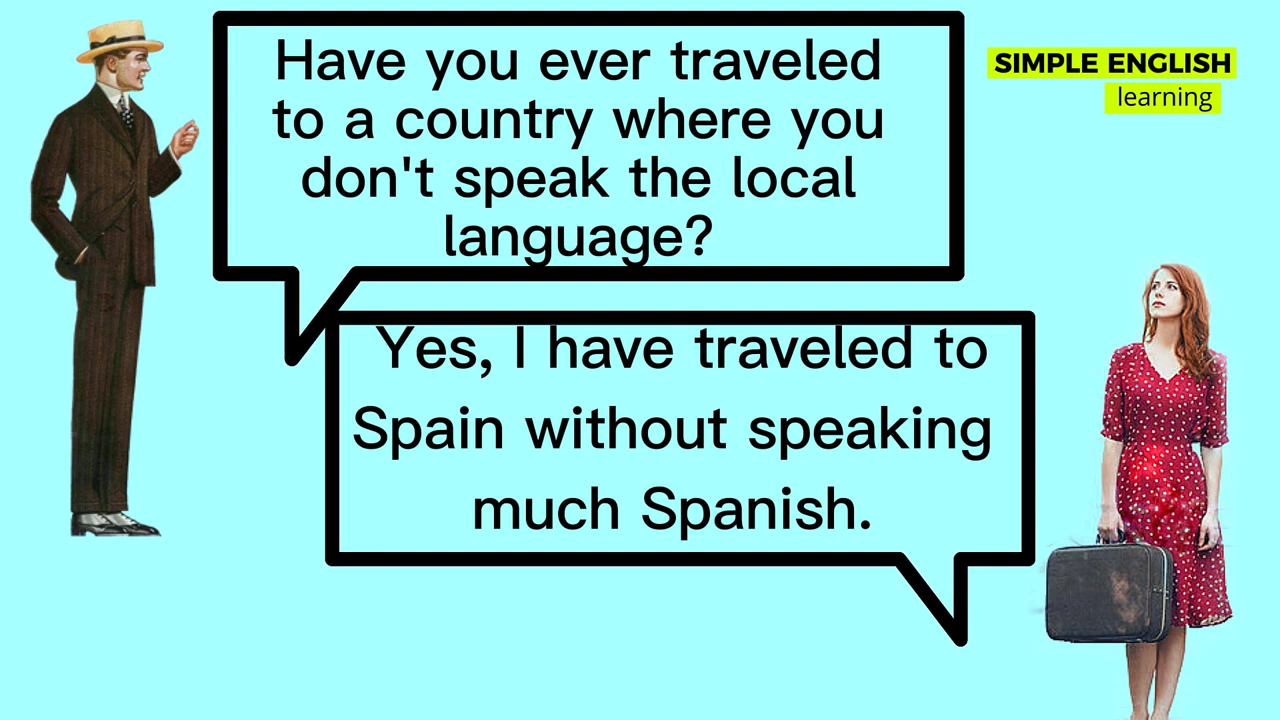 Have you ever traveled
to a country where you
don't speak the local
language?
SIMPLE ENGLISH
learning
Yes, I have traveled to
Spain without speaking
much Spanish.